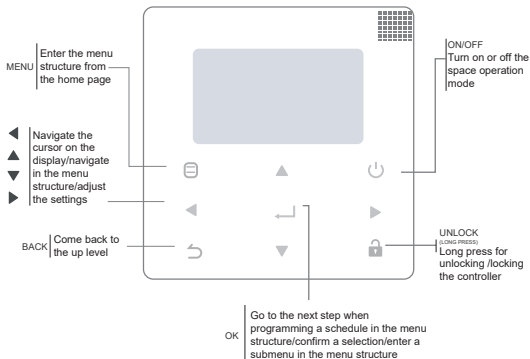 MENU
Enter the menu
structure from
the home page
ON/OFF
Turn on or off the
space operation
mode
Navigate the
cursor on the
display/navigate
in the menu
structure/adjust
the settings
BACK
Come back to
the up level
UNLOCK
(LONG PRESS)
Long press for
unlocking /locking
the controller
OK
Go to the next step when
programming a schedule in the menu
structure/confirm a selection/enter a
submenu in the menu structure